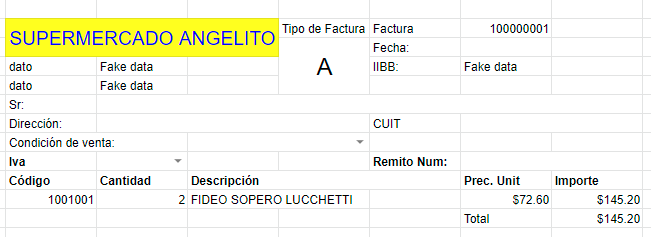 SUPERMERCADO ANGELITO Tipo de Factura Factura 100000001
Fecha:
dato Fake data A IIBB: Fake data
dato Fake data
Sr:
Dirección: CUIT
Condición de venta:
Iva Remito Num:
Código Cantidad Descripción Prec. Unit Importe
1001001 2 FIDEO SOPERO LUCCHETTI $72.60 $145.20
Total $145.20